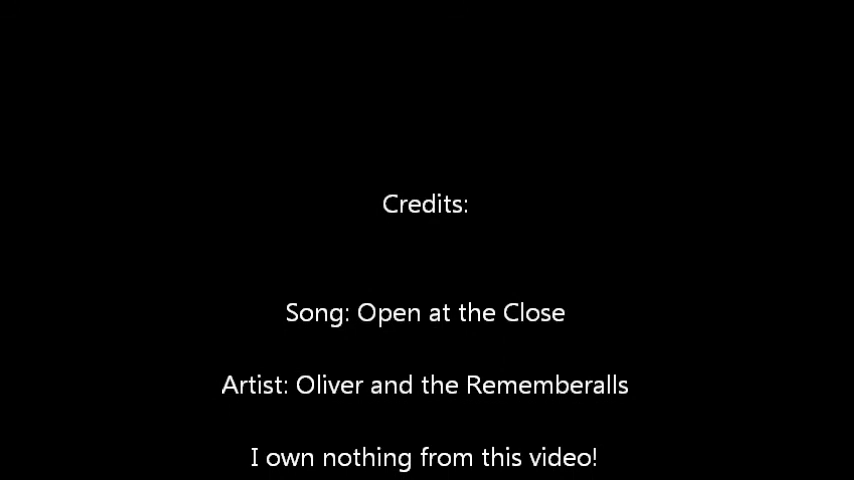 Credits:
Song: Open at the Close
Artist: Oliver and the Rememberalls
I own nothing from this video!